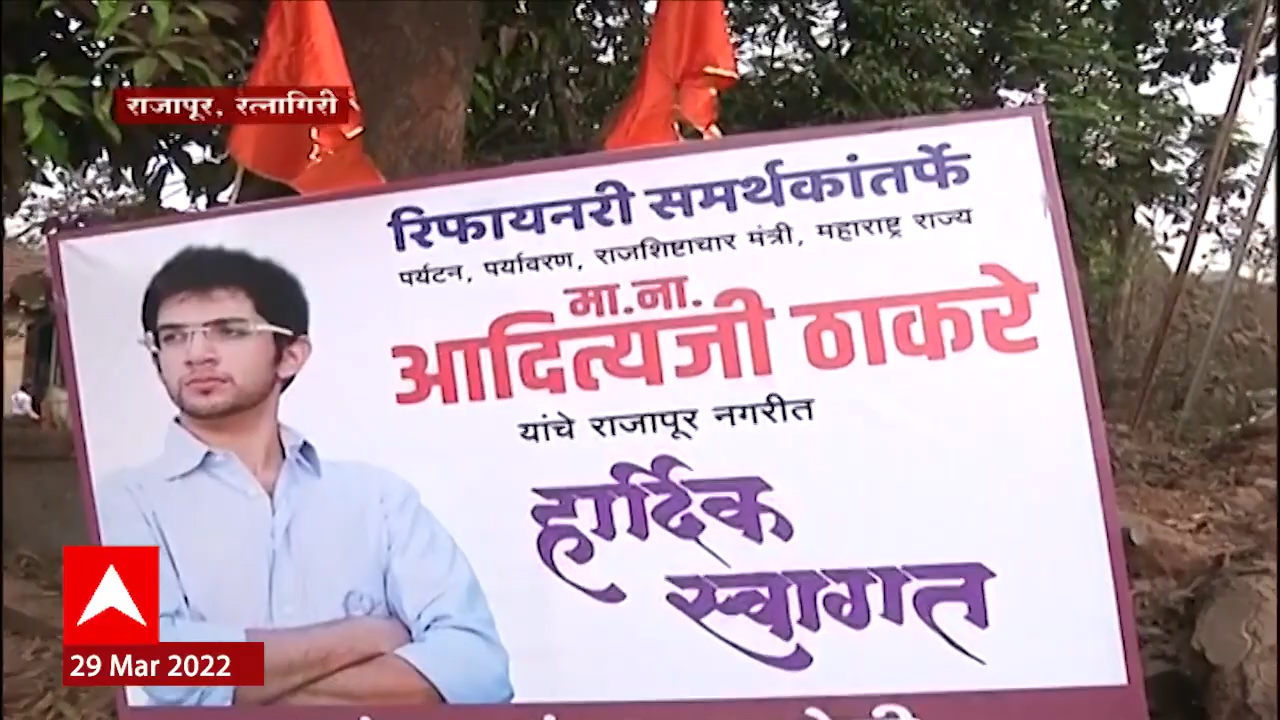 राजापूर, रत्नागिरी
रिफायनरी समर्थकांतर्फे
पर्यटन, पर्यावरण, राजशिष्टाचार मंत्री, महाराष्ट्र राज्य
मा.ना.
आदित्यजी ठाकरे
यांचे राजापूर नगरीत
हार्दिक
स्वागत
29 Mar 2022